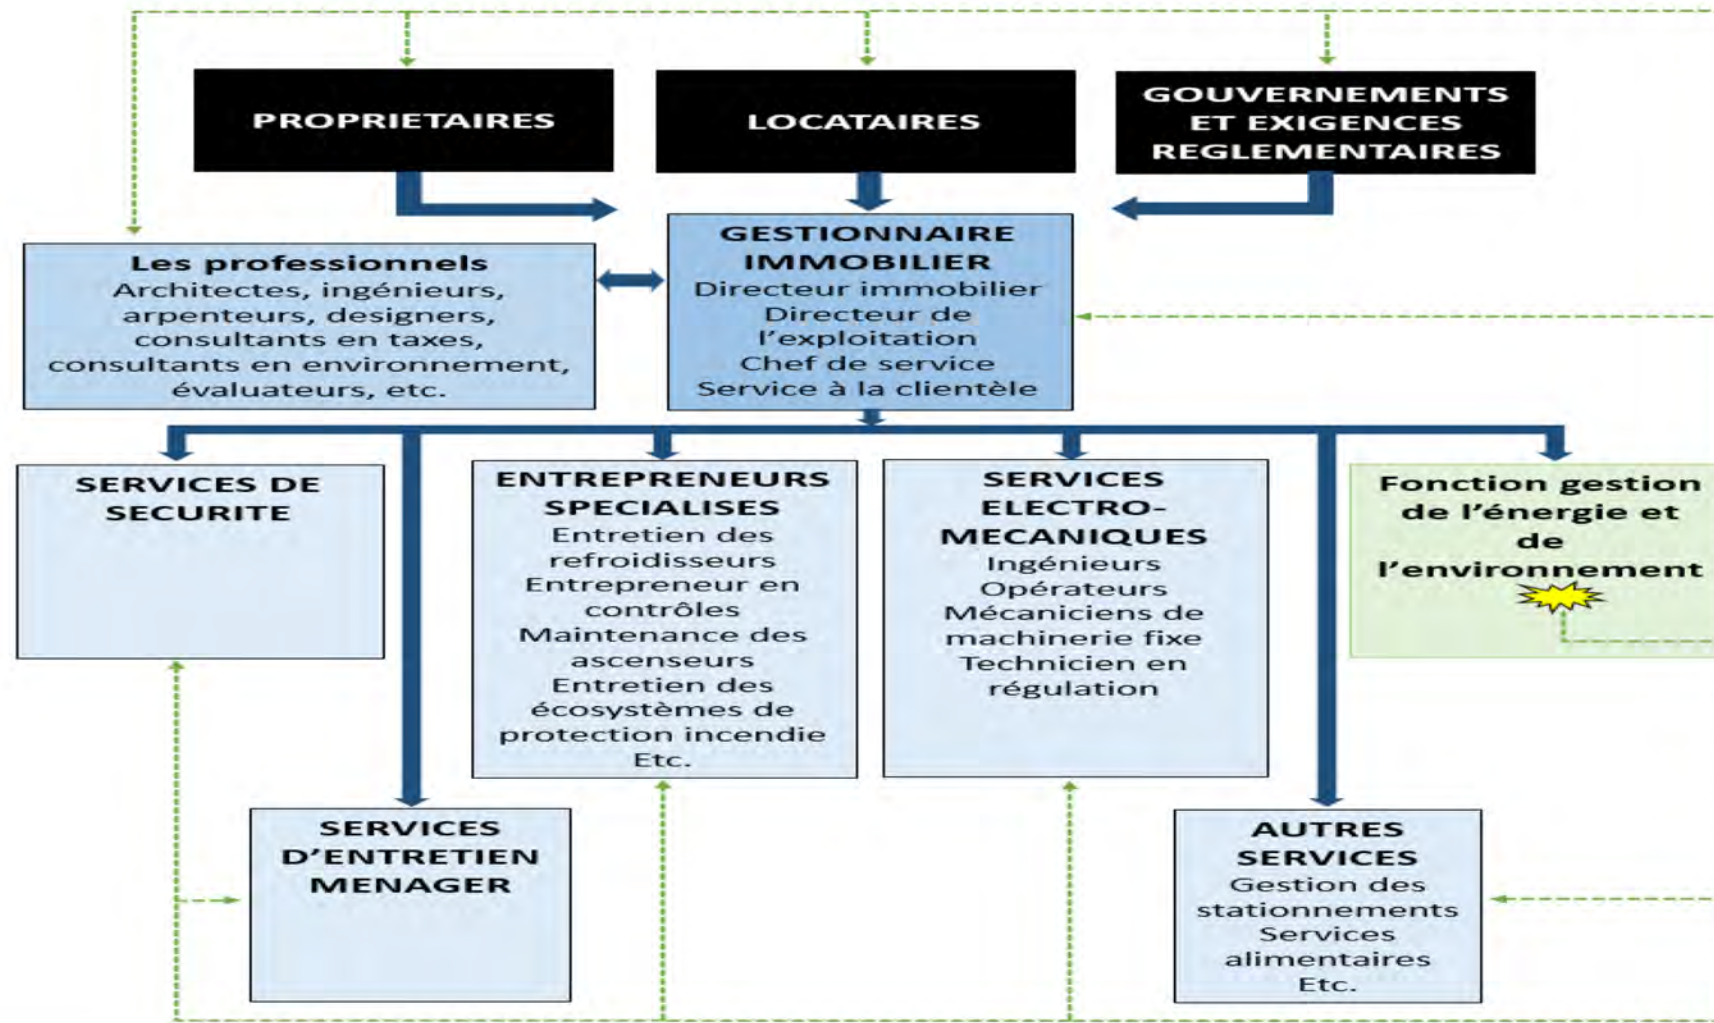 PROPRIETAIRES
LOCATAIRES
GOUVERNEMENTS
ET EXIGENCES
REGLEMENTAIRES
Les professionnels
Architectes, ingénieurs,
arpenteurs, designers,
consultants en taxes,
consultants en environnement,
évaluateurs, etc.
GESTIONNAIRE
IMMOBILIER
Directeur immobilier
Directeur de
l'exploitation
Chef de service
Service à la clientèle
SERVICES DE
SECURITE
ENTREPRENEURS
SPECIALISES
Entretien des
refroidisseurs
Entrepreneur en
contrôles
Maintenance des
ascenseurs
Entretien des
écosystèmes de
protection incendie
Etc.
SERVICES
ELECTRO-
MECANIQUES
Ingénieurs
Opérateurs
Mécaniciens de
machinerie fixe
Technicien en
régulation
Fonction gestion
de l'énergie et
de
l'environnement
SERVICES
D'ENTRETIEN
MENAGER
AUTRES
SERVICES
Gestion des
stationnements
Services
alimentaires
Etc.